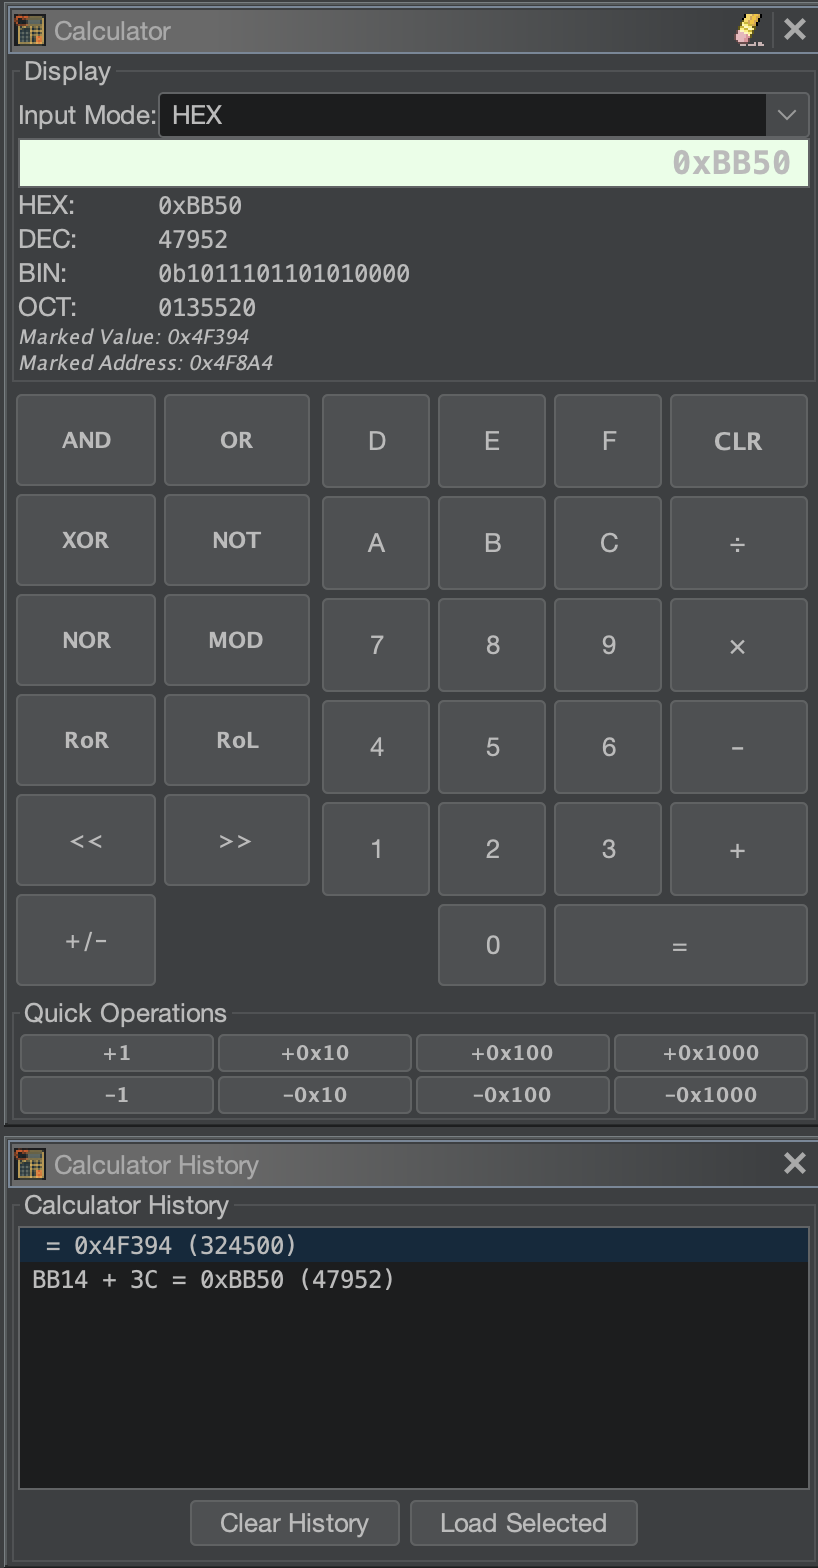 Calculator
Display
Input Mode: HEX
0xBB50
HEX: 0xBB50
DEC: 47952
BIN: 0b1011101101010000
OCT: 0135520
Marked Value: 0x4F394
Marked Address: 0x4F8A4
AND OR D E F CLR
XOR NOT A B C ÷
NOR MOD 7 8 9 ×
RoR RoL 4 5 6 −
<< >> 1 2 3 +
+/− 0 =
Quick Operations
+1 +0x10 +0x100 +0x1000
−1 −0x10 −0x100 −0x1000
Calculator History
Calculator History
= 0x4F394 (324500)
BB14 + 3C = 0xBB50 (47952)
Clear History Load Selected